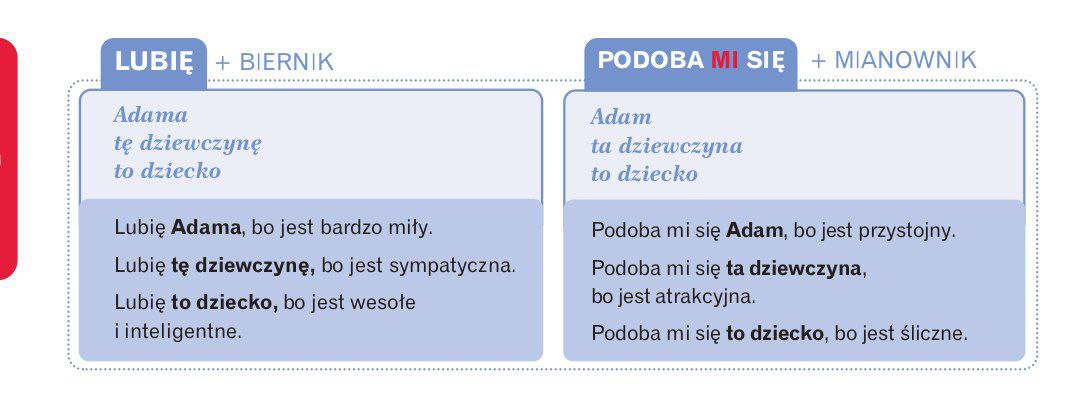 LUBIĘ + BIERNIK
Adama
tę dziewczynę
to dziecko
Lubię Adama, bo jest bardzo miły.
Lubię tę dziewczynę, bo jest sympatyczna.
Lubię to dziecko, bo jest wesołe
i inteligentne.
PODOBA MI SIĘ + MIANOWNIK
Adam
ta dziewczyna
to dziecko
Podoba mi się Adam, bo jest przystojny.
Podoba mi się ta dziewczyna,
bo jest atrakcyjna.
Podoba mi się to dziecko, bo jest śliczne.